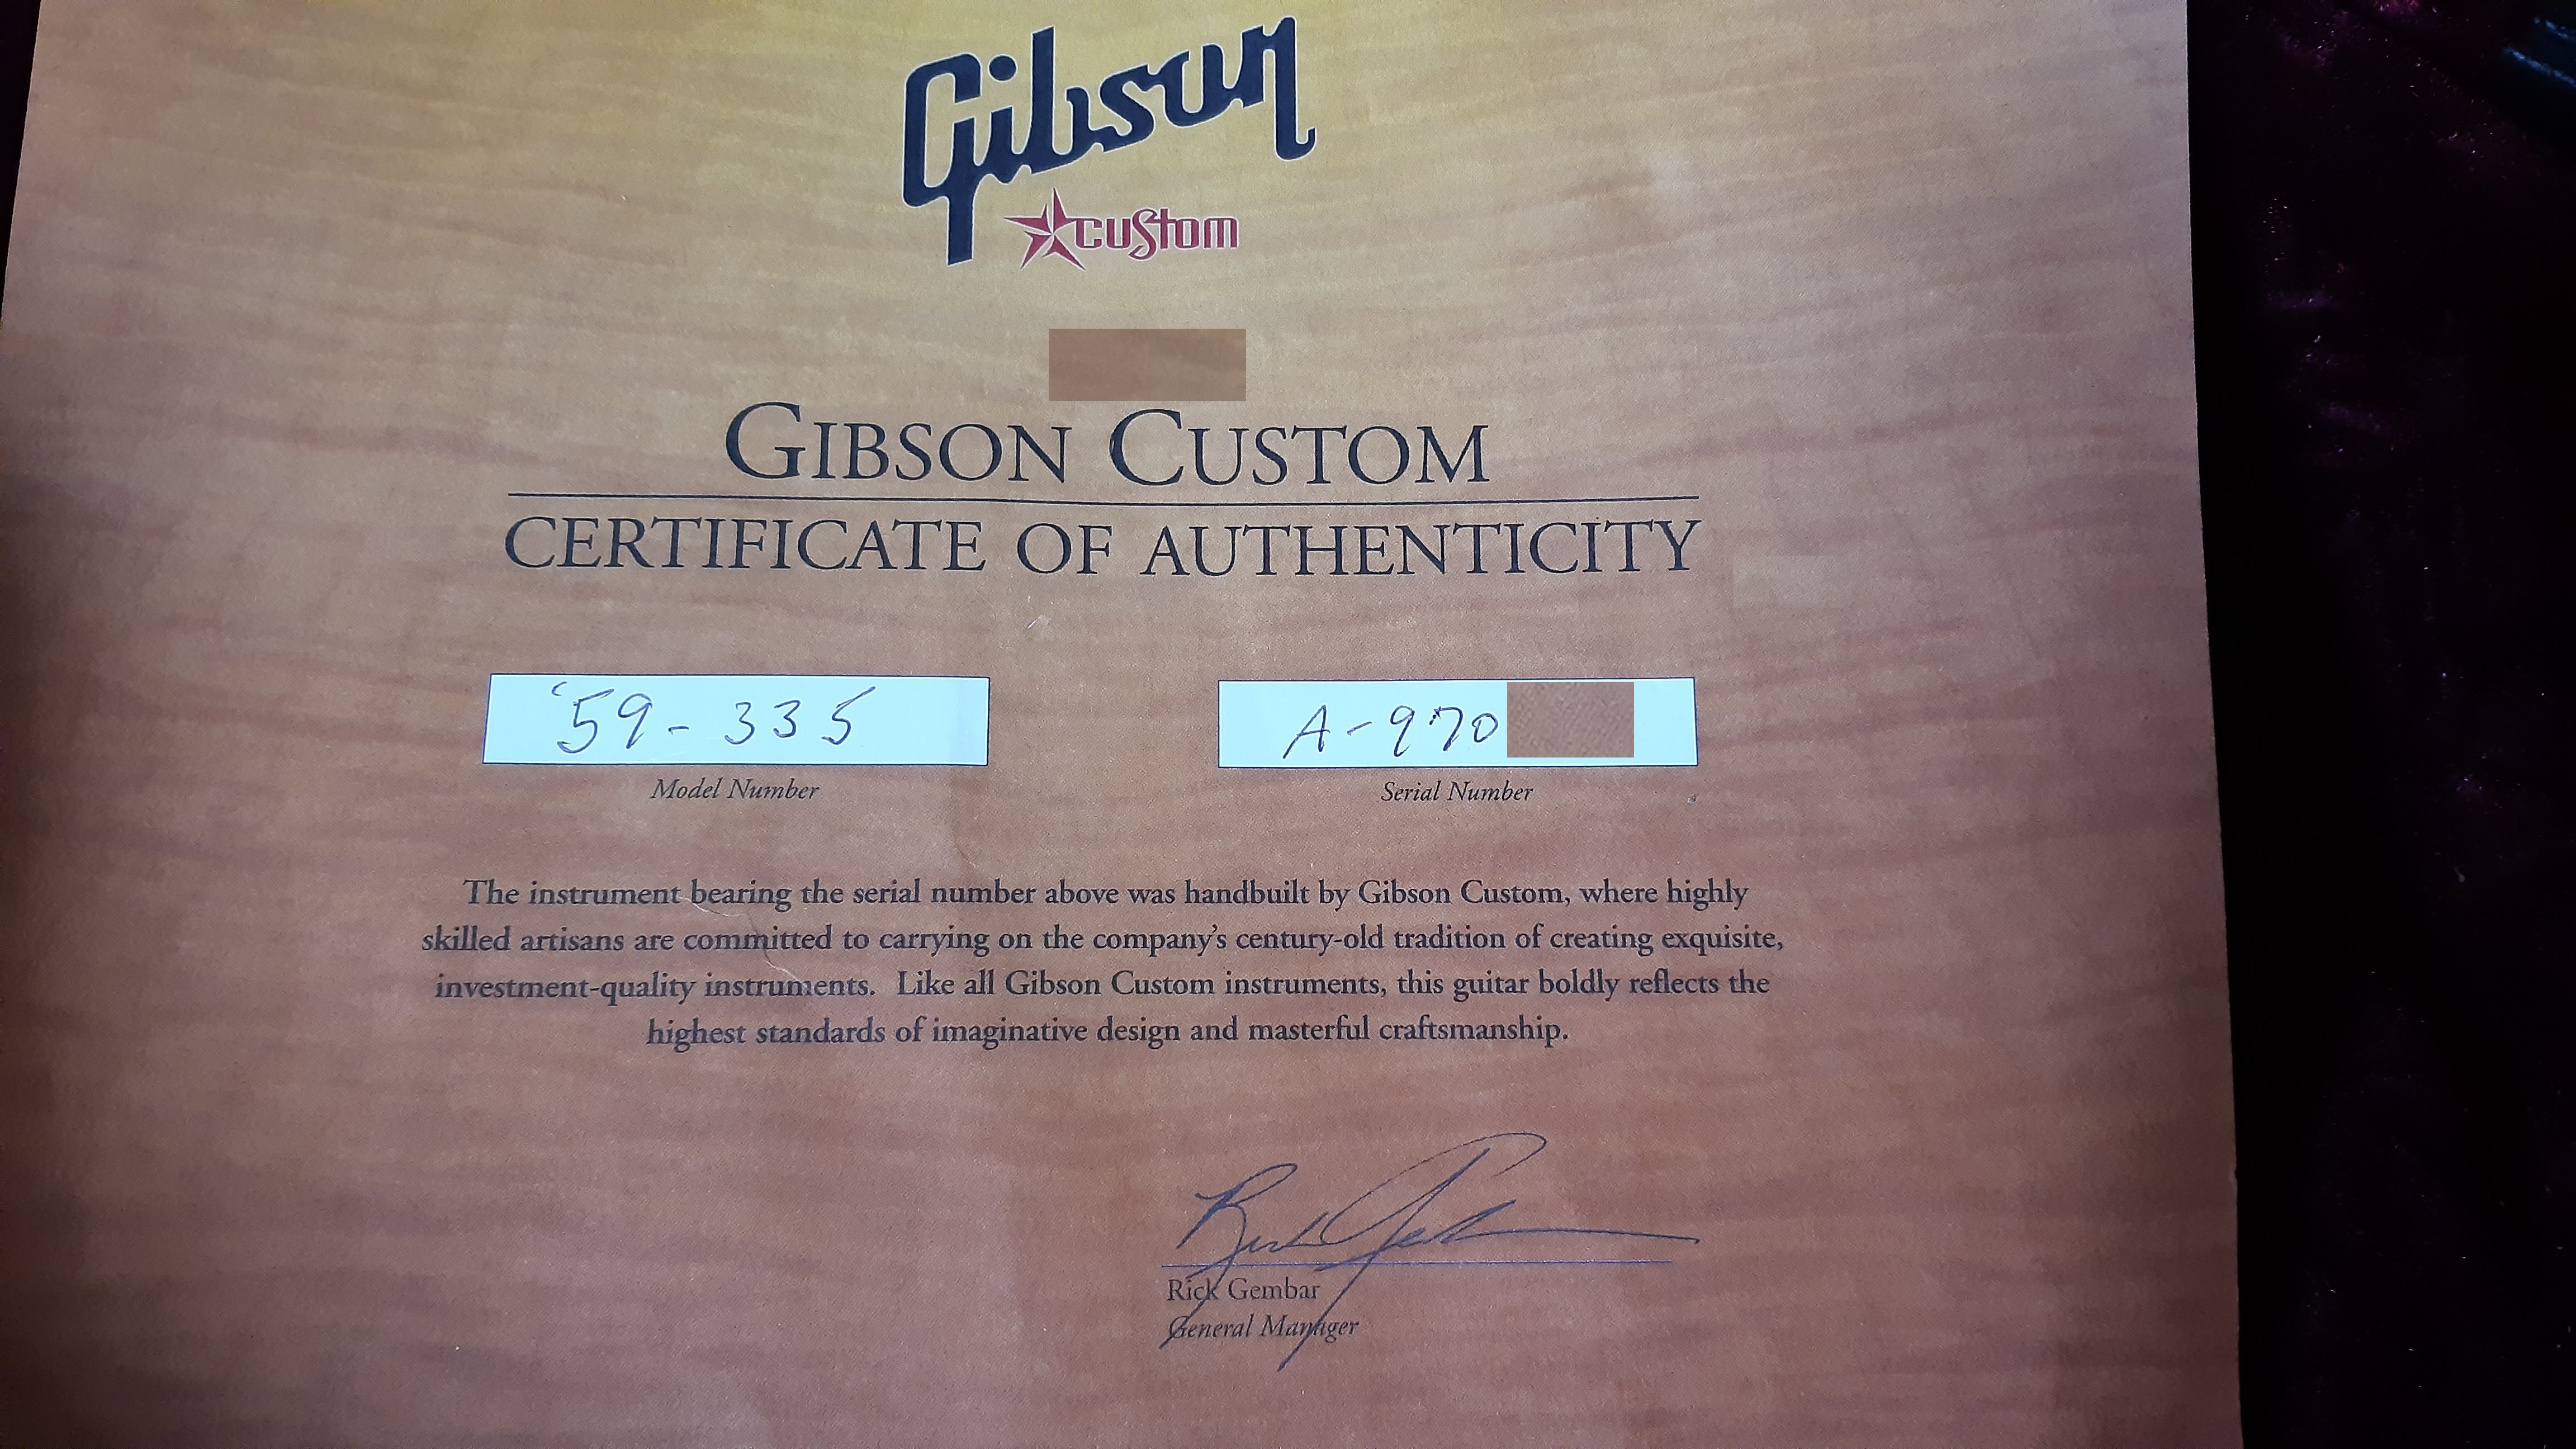 Gibson
custom
GIBSON CUSTOM
CERTIFICATE OF AUTHENTICITY
'59-335
A-970
Model Number
Serial Number
The instrument bearing the serial number above was handbuilt by Gibson Custom, where highly
skilled artisans are committed to carrying on the company's century-old tradition of creating exquisite,
investment-quality instruments. Like all Gibson Custom instruments, this guitar boldly reflects the
highest standards of imaginative design and masterful craftsmanship.
Rick Gembar
General Manager